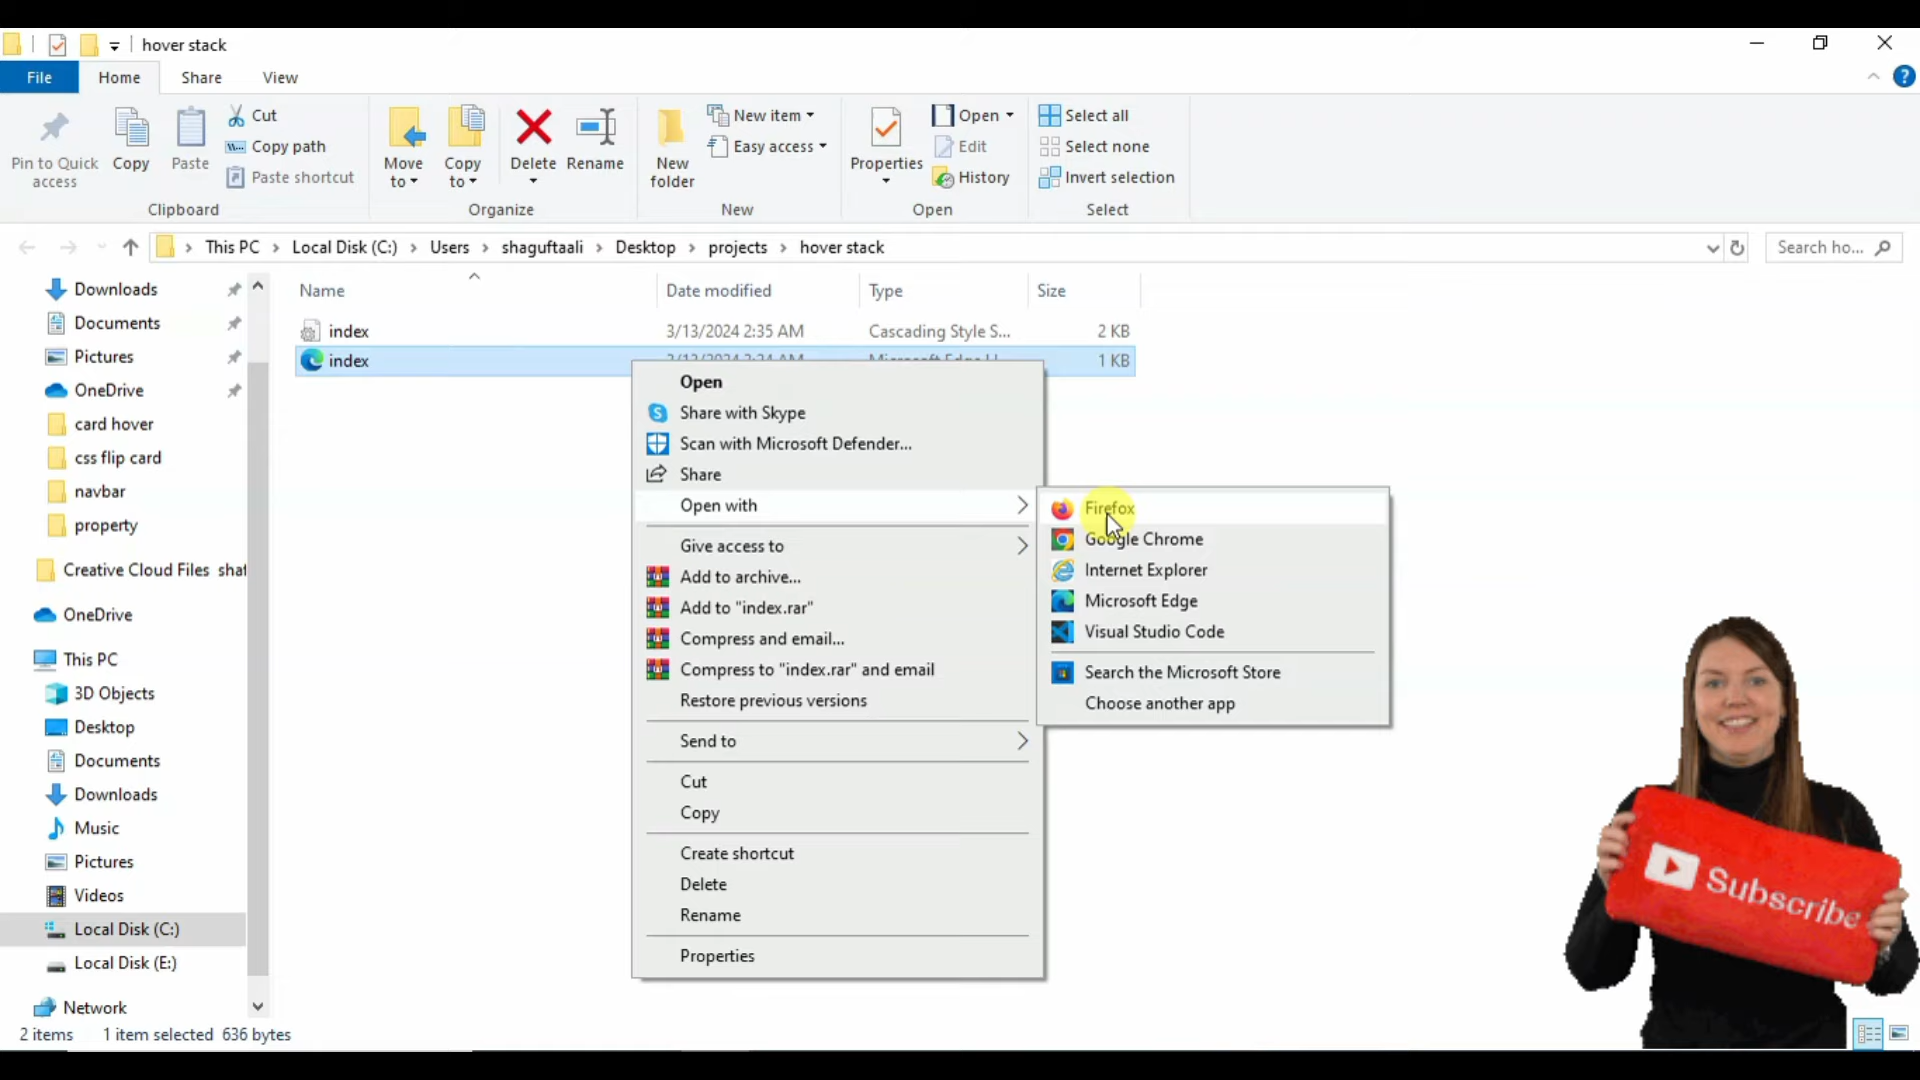 hover stack
File Home Share View
Pin to Quick access
Copy
Paste
Cut
Copy path
Paste shortcut
Clipboard
Move to
Copy to
Delete
Rename
Organize
New folder
New item
Easy access
New
Properties
Open
Edit
History
Open
Select all
Select none
Invert selection
Select
This PC > Local Disk (C:) > Users > shaguftaali > Desktop > projects > hover stack
Search ho...
Name Date modified Type Size
index 3/13/2024 2:35 AM Cascading Style S... 2 KB
index 1 KB
Downloads
Documents
Pictures
OneDrive
card hover
css flip card
navbar
property
Creative Cloud Files
OneDrive
This PC
3D Objects
Desktop
Documents
Downloads
Music
Pictures
Videos
Local Disk (C:)
Local Disk (E:)
Network
Open
Share with Skype
Scan with Microsoft Defender...
Share
Open with
Give access to
Add to archive...
Add to "index.rar"
Compress and email...
Compress to "index.rar" and email
Restore previous versions
Send to
Cut
Copy
Create shortcut
Delete
Rename
Properties
Firefox
Google Chrome
Internet Explorer
Microsoft Edge
Visual Studio Code
Search the Microsoft Store
Choose another app
Subscribe
2 items 1 item selected 636 bytes